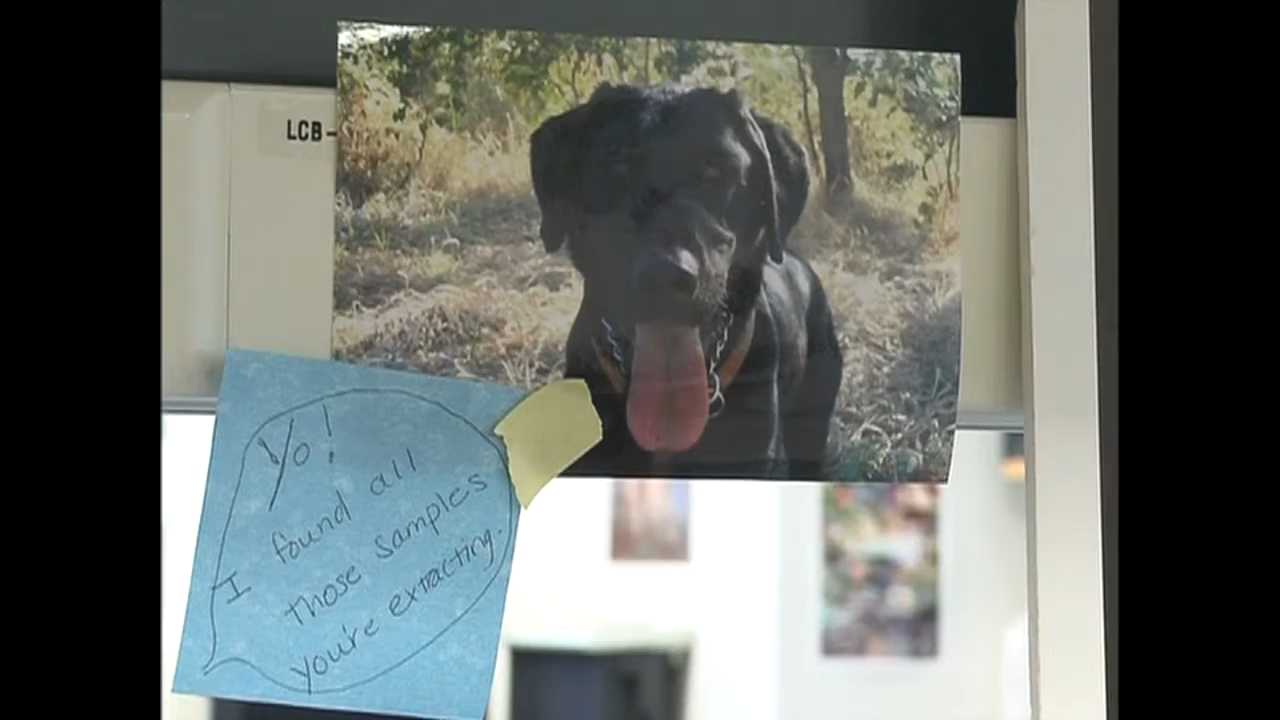 LCB-
Yo!
I found all
those samples
you're extracting.